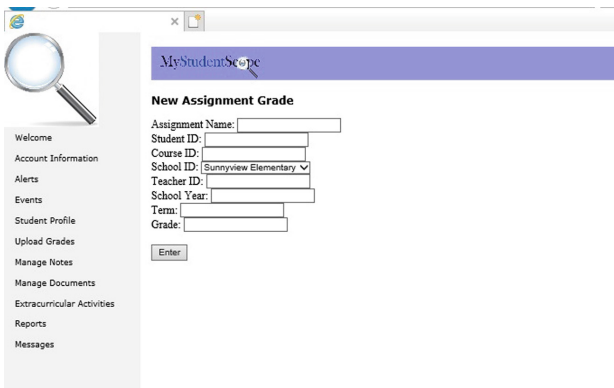 MyStudentScope
New Assignment Grade
Assignment Name:
Student ID:
Course ID:
School ID: Sunnyview Elementary
Teacher ID:
School Year:
Term:
Grade:
Enter
Welcome
Account Information
Alerts
Events
Student Profile
Upload Grades
Manage Notes
Manage Documents
Extracurricular Activities
Reports
Messages